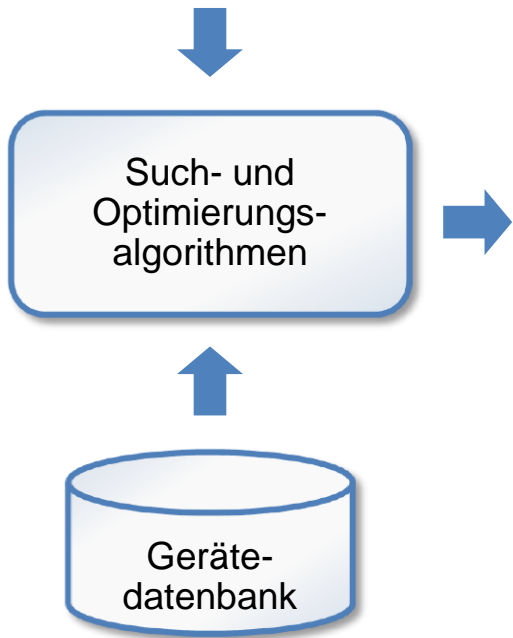 Such- und
Optimierungs-
algorithmen
Geräte-
datenbank